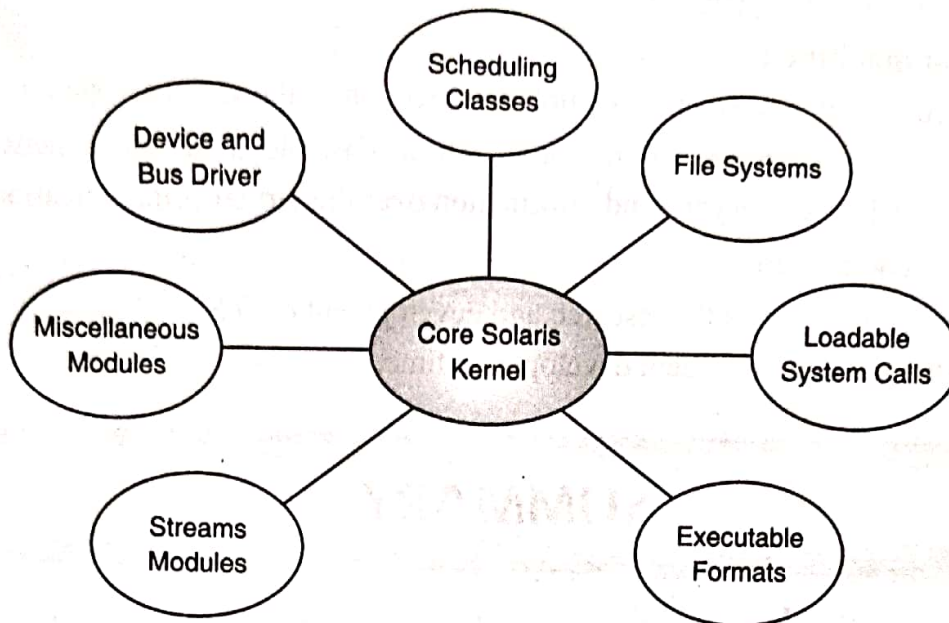 Scheduling
Classes
Device and
Bus Driver
File Systems
Miscellaneous
Modules
Core Solaris
Kernel
Loadable
System Calls
Streams
Modules
Executable
Formats